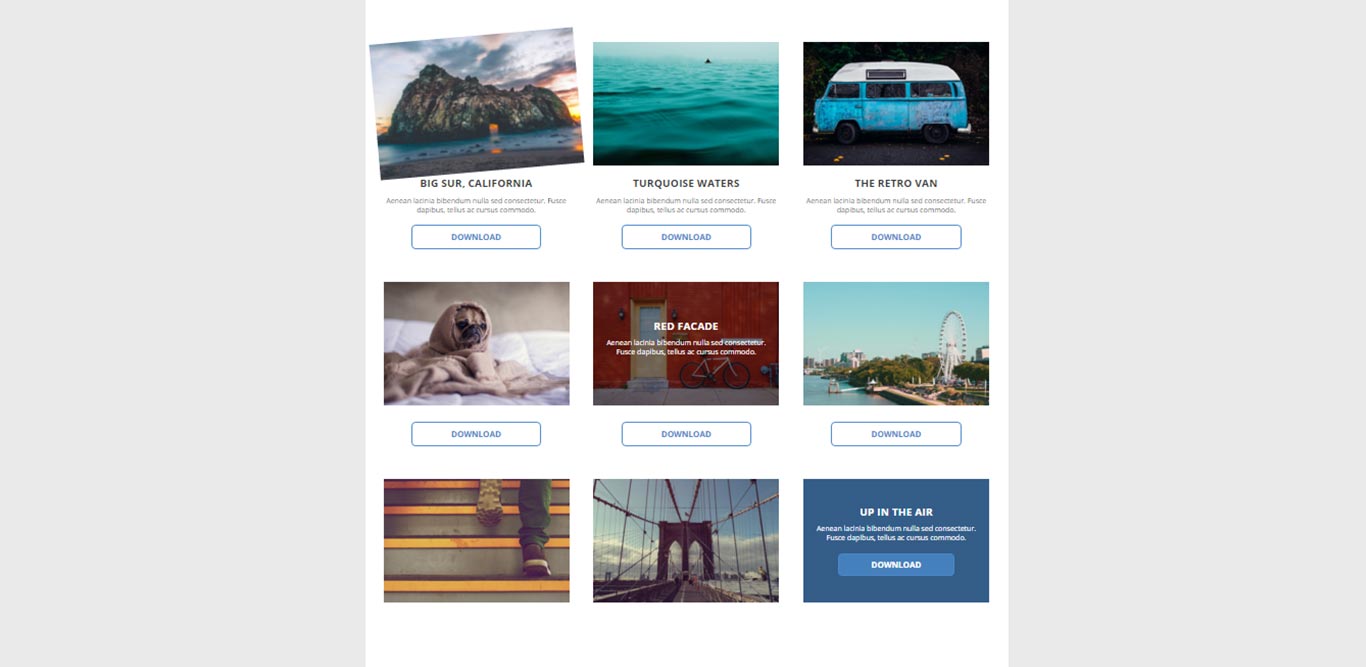 BIG SUR, CALIFORNIA
Aenean lacinia bibendum nulla sed consectetur. Fusce
dapibus, tellus ac cursus commodo.
DOWNLOAD
TURQUOISE WATERS
Aenean lacinia bibendum nulla sed consectetur. Fusce
dapibus, tellus ac cursus commodo.
DOWNLOAD
THE RETRO VAN
Aenean lacinia bibendum nulla sed consectetur. Fusce
dapibus, tellus ac cursus commodo.
DOWNLOAD
DOWNLOAD
RED FACADE
Aenean lacinia bibendum nulla sed consectetur.
Fusce dapibus, tellus ac cursus commodo.
DOWNLOAD
DOWNLOAD
UP IN THE AIR
Aenean lacinia bibendum nulla sed consectetur.
Fusce dapibus, tellus ac cursus commodo.
DOWNLOAD